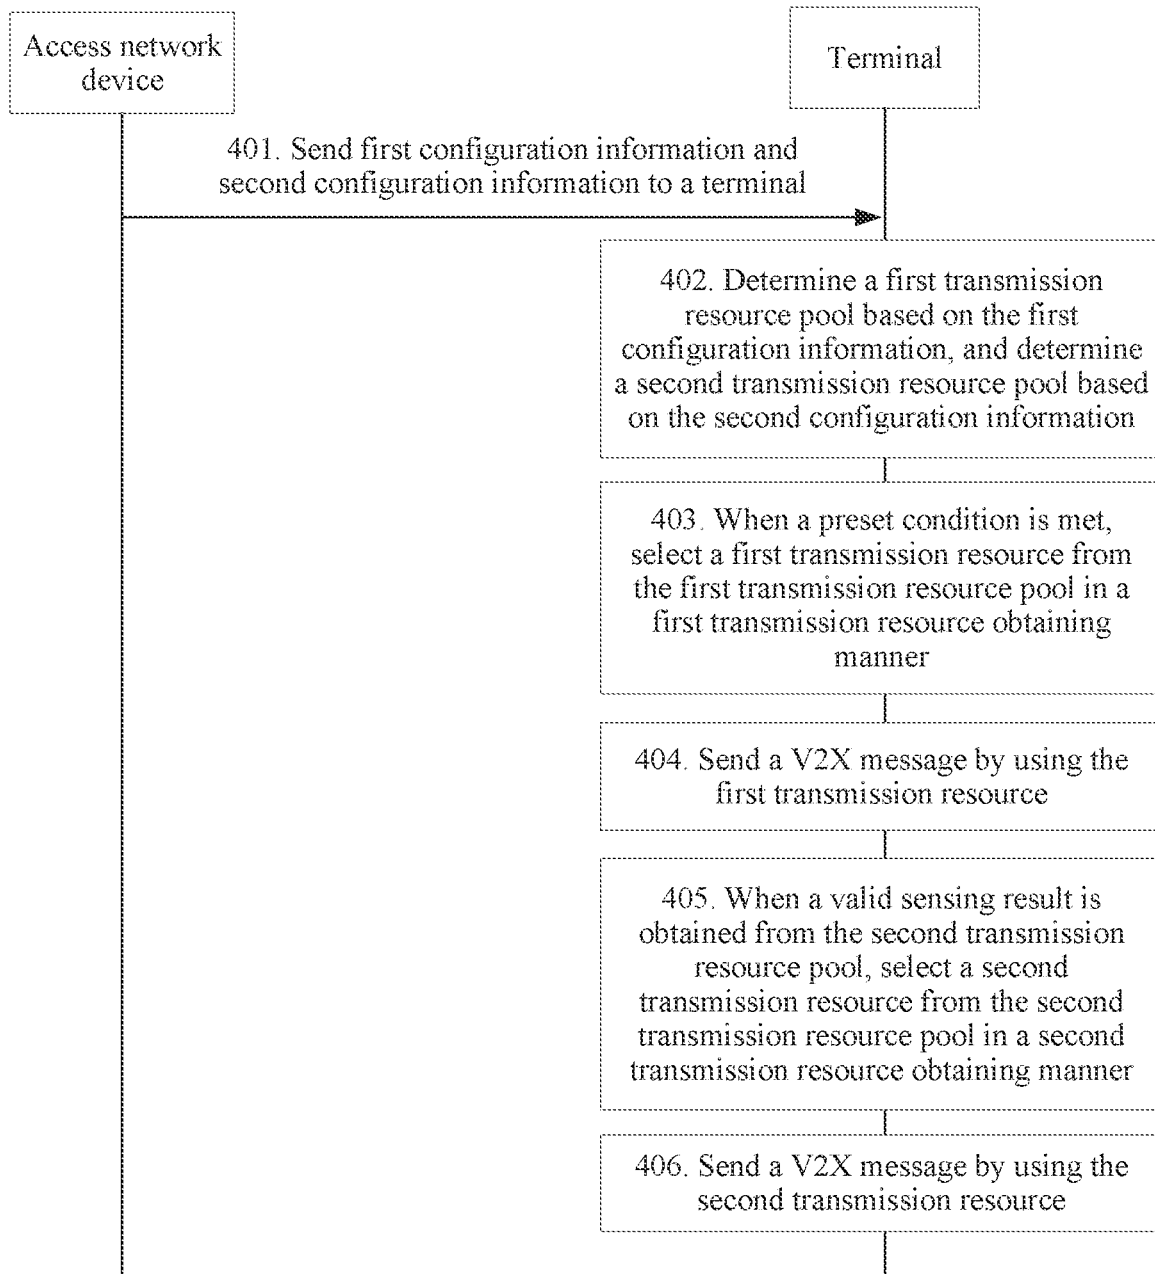 Access network
device
Terminal
401. Send first configuration information and
second configuration information to a terminal
402. Determine a first transmission
resource pool based on the first
configuration information, and determine
a second transmission resource pool based
on the second configuration information
403. When a preset condition is met,
select a first transmission resource from
the first transmission resource pool in a
first transmission resource obtaining
manner
404. Send a V2X message by using the
first transmission resource
405. When a valid sensing result is
obtained from the second transmission
resource pool, select a second
transmission resource from the second
transmission resource pool in a second
transmission resource obtaining manner
406. Send a V2X message by using the
second transmission resource